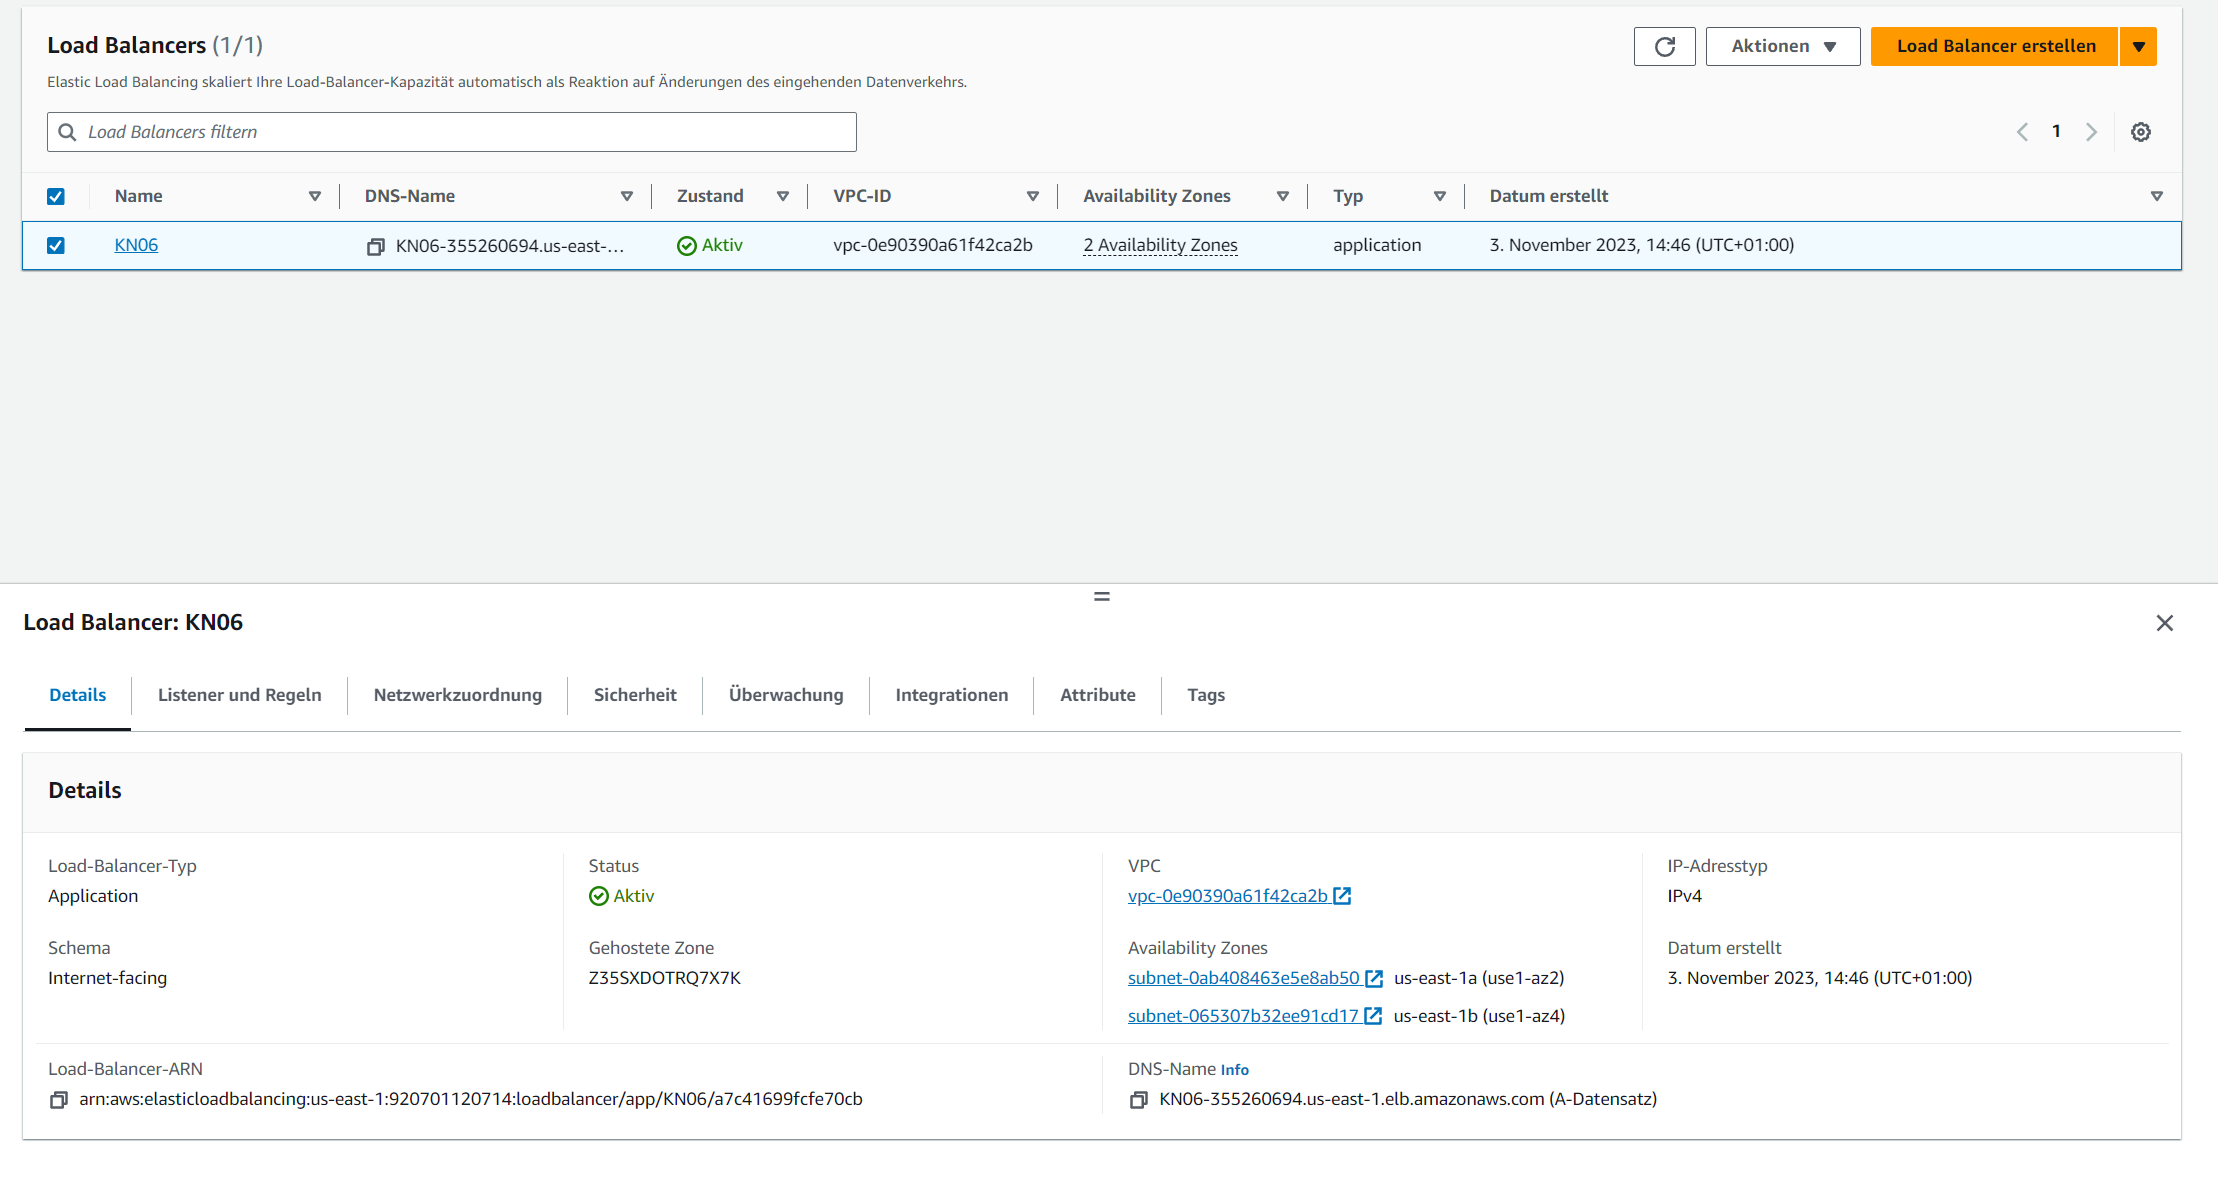 Load Balancers (1/1)
Aktionen
Load Balancer erstellen
Elastic Load Balancing skaliert Ihre Load-Balancer-Kapazität automatisch als Reaktion auf Änderungen des eingehenden Datenverkehrs.
Load Balancers filtern
1
Name DNS-Name Zustand VPC-ID Availability Zones Typ Datum erstellt
KN06 KN06-355260694.us-east-... Aktiv vpc-0e90390a61f42ca2b 2 Availability Zones application 3. November 2023, 14:46 (UTC+01:00)
Load Balancer: KN06
Details Listener und Regeln Netzwerkzuordnung Sicherheit Überwachung Integrationen Attribute Tags
Details
Load-Balancer-Typ
Application
Status
Aktiv
VPC
vpc-0e90390a61f42ca2b
IP-Adresstyp
IPv4
Schema
Internet-facing
Gehostete Zone
Z35SXDOTRQ7X7K
Availability Zones
subnet-0ab408463e5e8ab50 us-east-1a (use1-az2)
subnet-065307b32ee91cd17 us-east-1b (use1-az4)
Datum erstellt
3. November 2023, 14:46 (UTC+01:00)
Load-Balancer-ARN
arn:aws:elasticloadbalancing:us-east-1:920701120714:loadbalancer/app/KN06/a7c41699fcfe70cb
DNS-Name Info
KN06-355260694.us-east-1.elb.amazonaws.com (A-Datensatz)